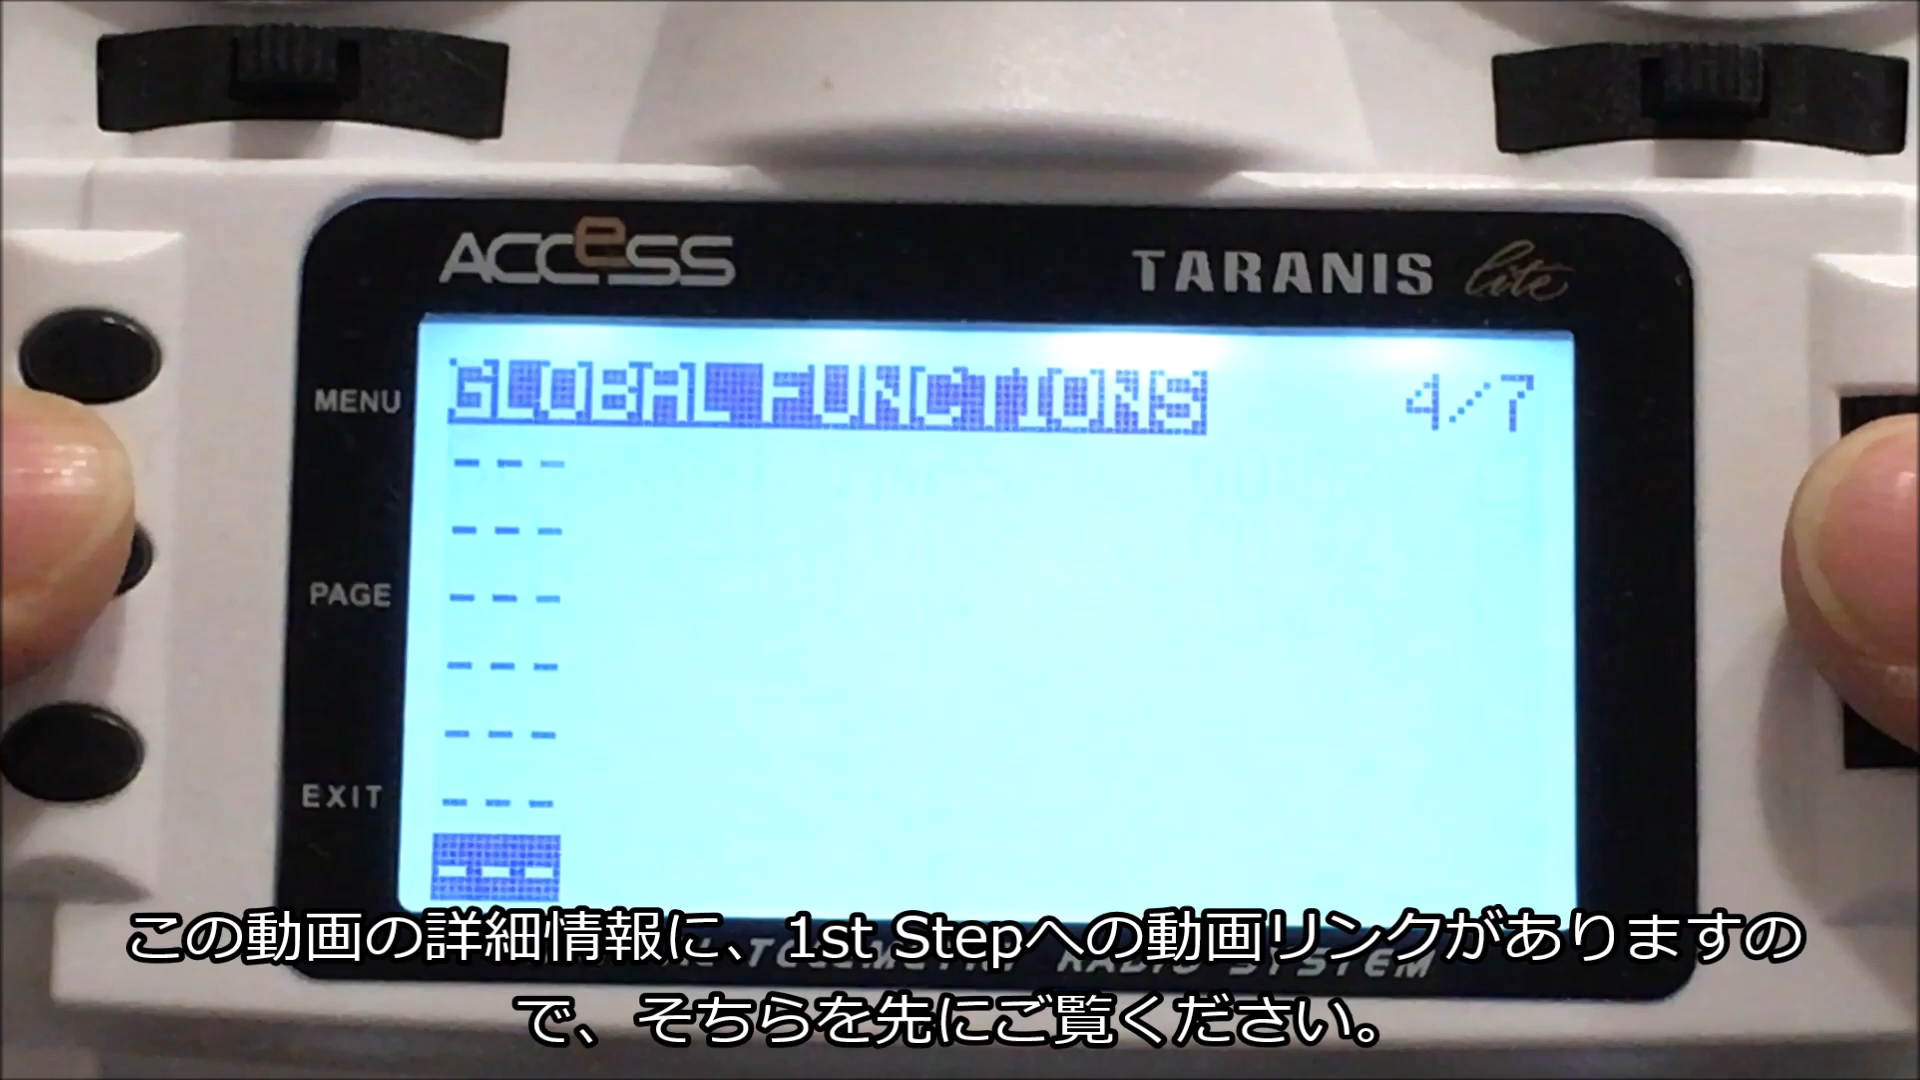 ACCeSS
TARANIS lite
MENU
PAGE
EXIT
GLOBAL FUNCTIONS 4/7
---
---
---
---
---
---
---
この動画の詳細情報に、1st Stepへの動画リンクがありますの
で、そちらを先にご覧ください。
RADIO SYSTEM